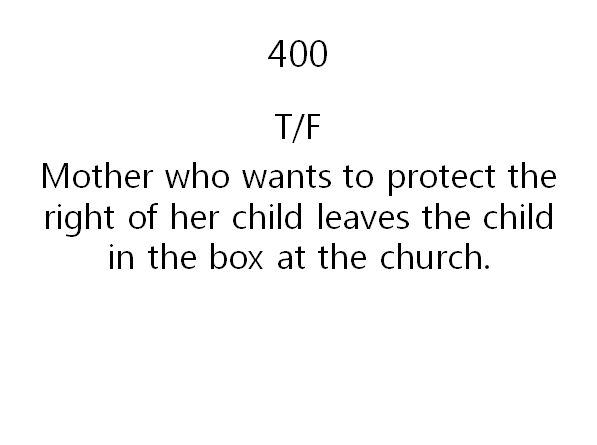 400
T/F
Mother who wants to protect the
right of her child leaves the child
in the box at the church.